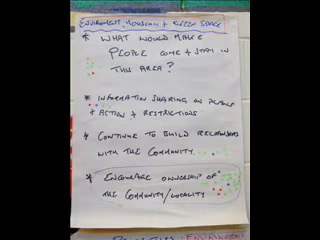 ENVIRONMENT, HOUSING + GREEN SPACE
* WHAT WOULD MAKE
PEOPLE COME + STAY IN
THIS AREA?
* INFORMATION SHARING ON PLANS
+ ACTION + RESTRICTIONS
* CONTINUE TO BUILD RELATIONSHIPS
WITH THE COMMUNITY
* ENCOURAGE OWNERSHIP OF
THE COMMUNITY/LOCALITY